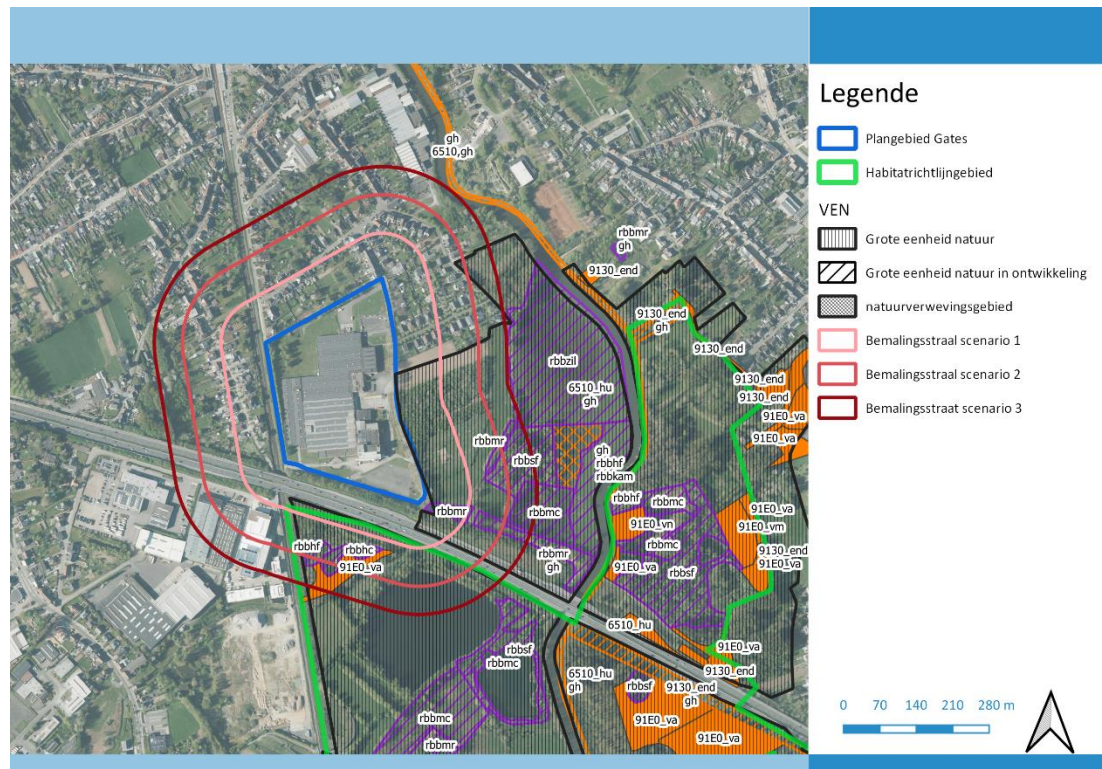 Legende
Plangebied Gates
Habitatrichtlijngebied
VEN
Grote eenheid natuur
Grote eenheid natuur in ontwikkeling
natuurverwevingsgebied
Bemalingsstraal scenario 1
Bemalingsstraal scenario 2
Bemalingsstraat scenario 3
0 70 140 210 280 m
gh
6510,gh
rbbmr
gh
9130_end
9130_end
gh
9130_end
rbbzil
9130_end
9130_end
91E0_va
91E0_va
6510_hu
gh
rbbmr
rbbsf
gh
rbbhf
rbbkam
rbbmr
rbbmc
rbbhf
rbbmc
91E0_vn
rbbmc
91E0_va
91E0_vm
9130_end
91E0_va
rbbhf
rbbhc
91E0_va
rbbmr
gh
91E0_va
rbbsf
6510_hu
rbbsf
rbbmc
91E0_va
9130_end
6510_hu
gh
rbbsf
9130_end
gh
rbbmc
rbbmr
91E0_va
91E0_va